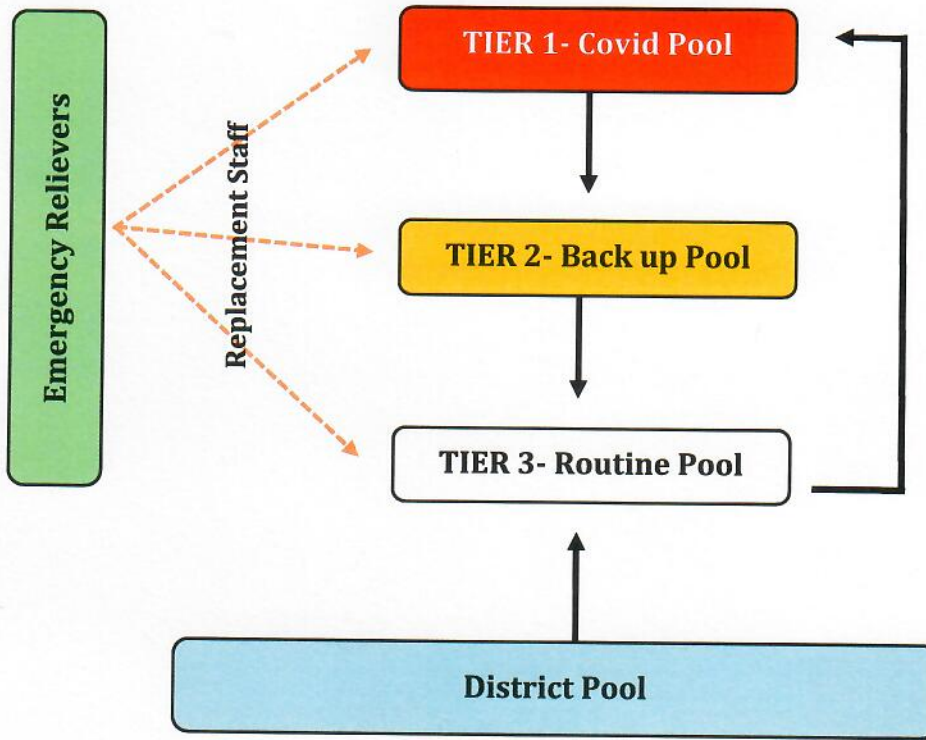 TIER 1- Covid Pool
Emergency Relievers
Replacement Staff
TIER 2- Back up Pool
TIER 3- Routine Pool
District Pool